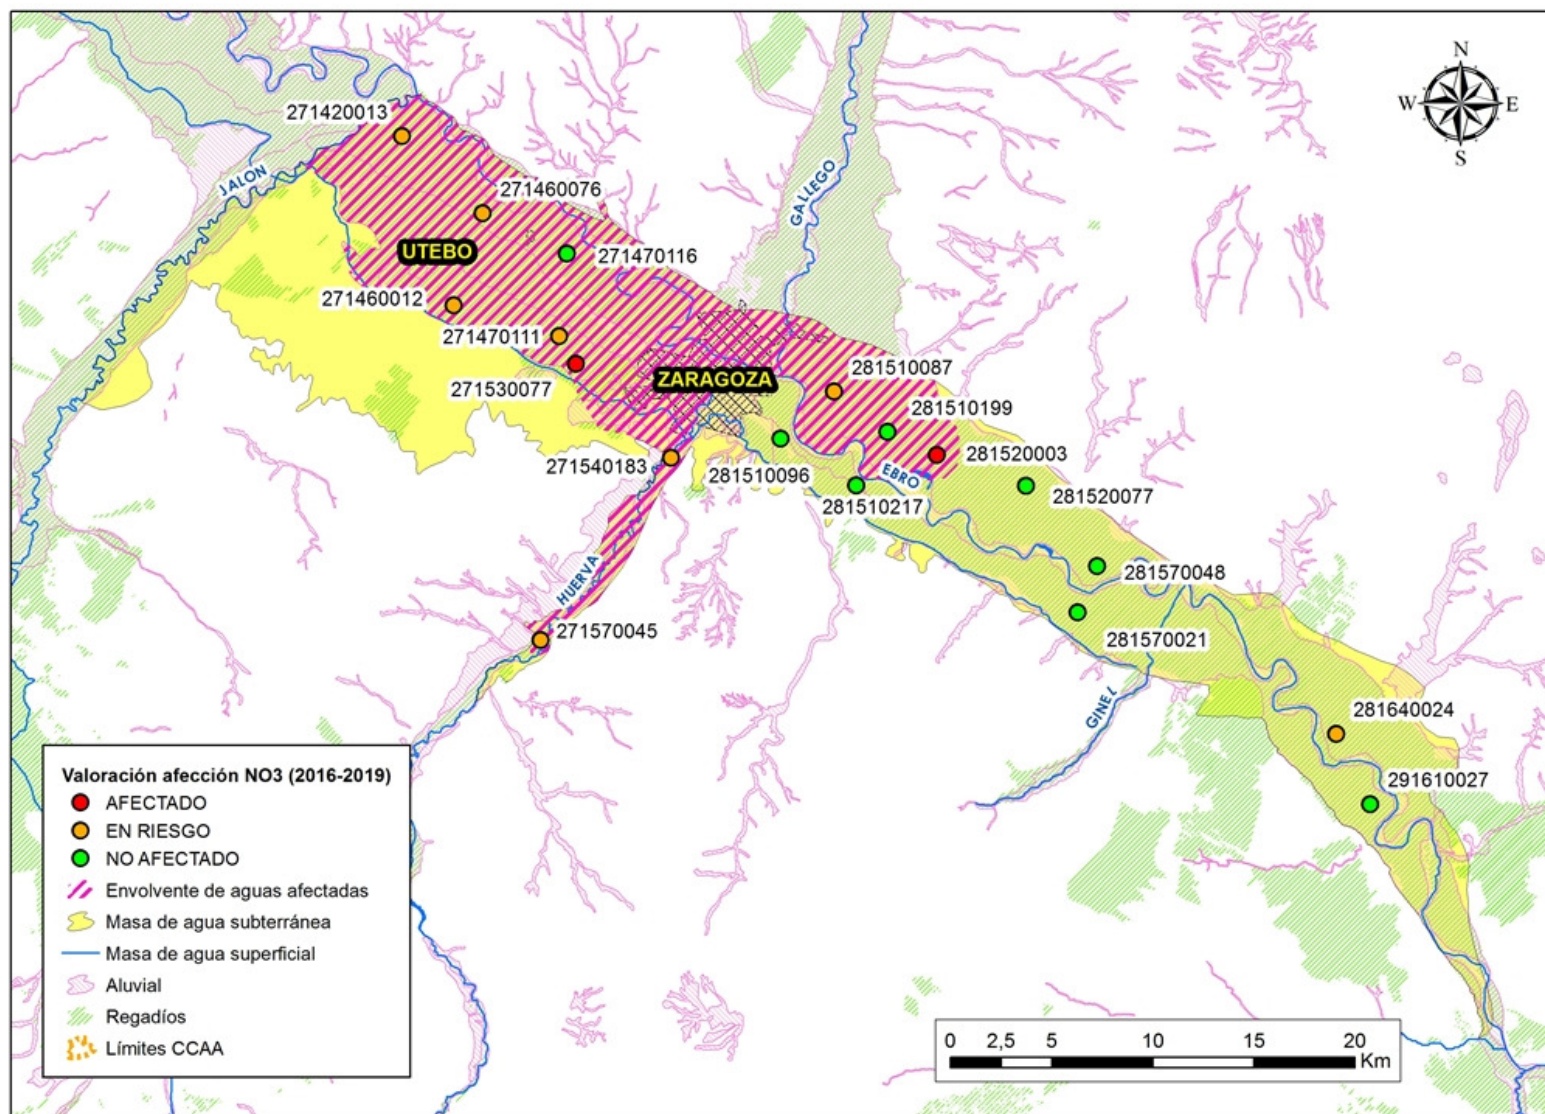 N
W E
S
271420013
JALON
GALLEGO
271460076
UTEBO
271470116
271460012
271470111
271530077
ZARAGOZA
281510087
281510199
281520003
271540183
281510096
EBRO
281510217
281520077
HUERVA
281570048
271570045
281570021
GINEL
281640024
291610027
Valoración afección NO3 (2016-2019)
AFECTADO
EN RIESGO
NO AFECTADO
Envolvente de aguas afectadas
Masa de agua subterránea
Masa de agua superficial
Aluvial
Regadíos
Límites CCAA
0 2,5 5 10 15 20
Km